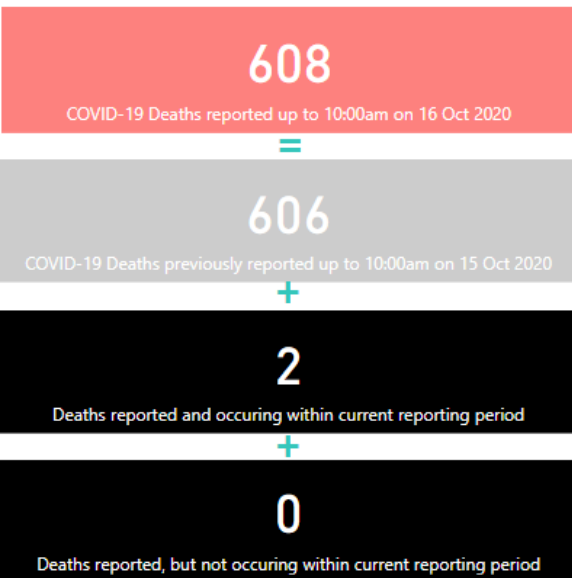 608
COVID-19 Deaths reported up to 10:00am on 16 Oct 2020
=
606
COVID-19 Deaths previously reported up to 10:00am on 15 Oct 2020
+
2
Deaths reported and occuring within current reporting period
+
0
Deaths reported, but not occuring within current reporting period